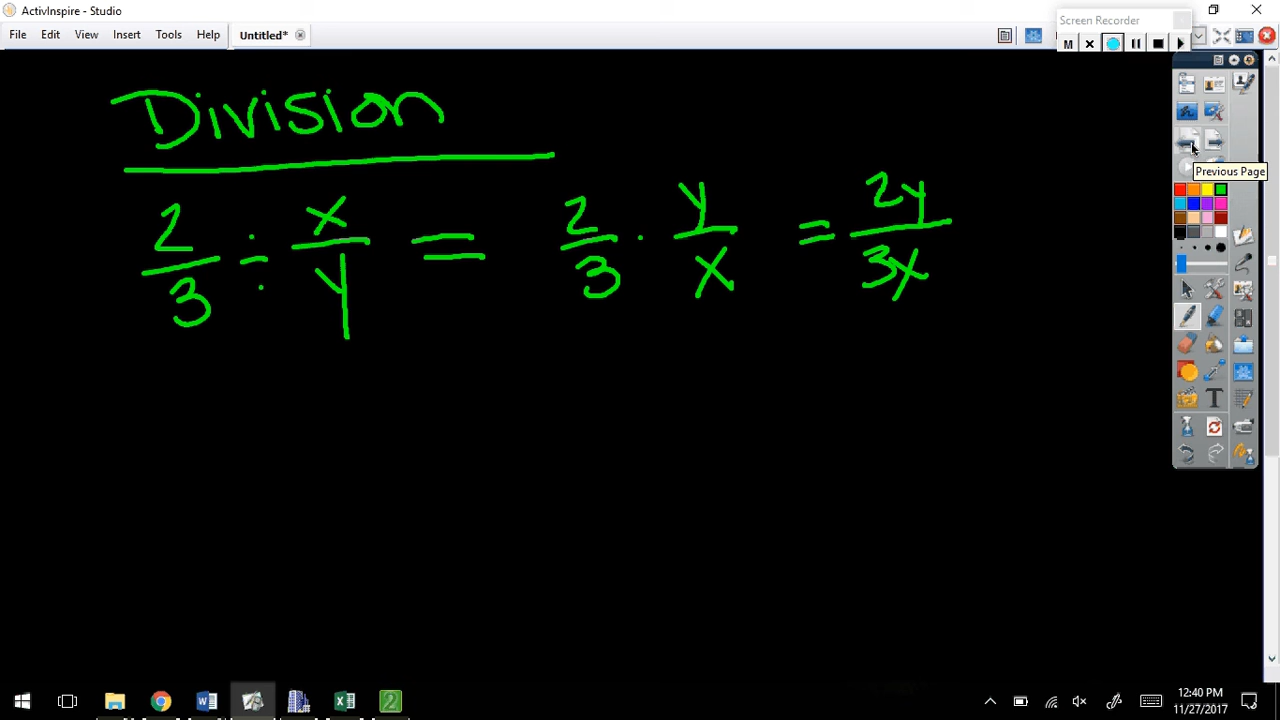 ActivInspire - Studio
Screen Recorder
File Edit View Insert Tools Help Untitled*
M
Previous Page
Division
2/3 ÷ x/y = 2/3 · y/x = 2y/3x
T
12:40 PM
11/27/2017